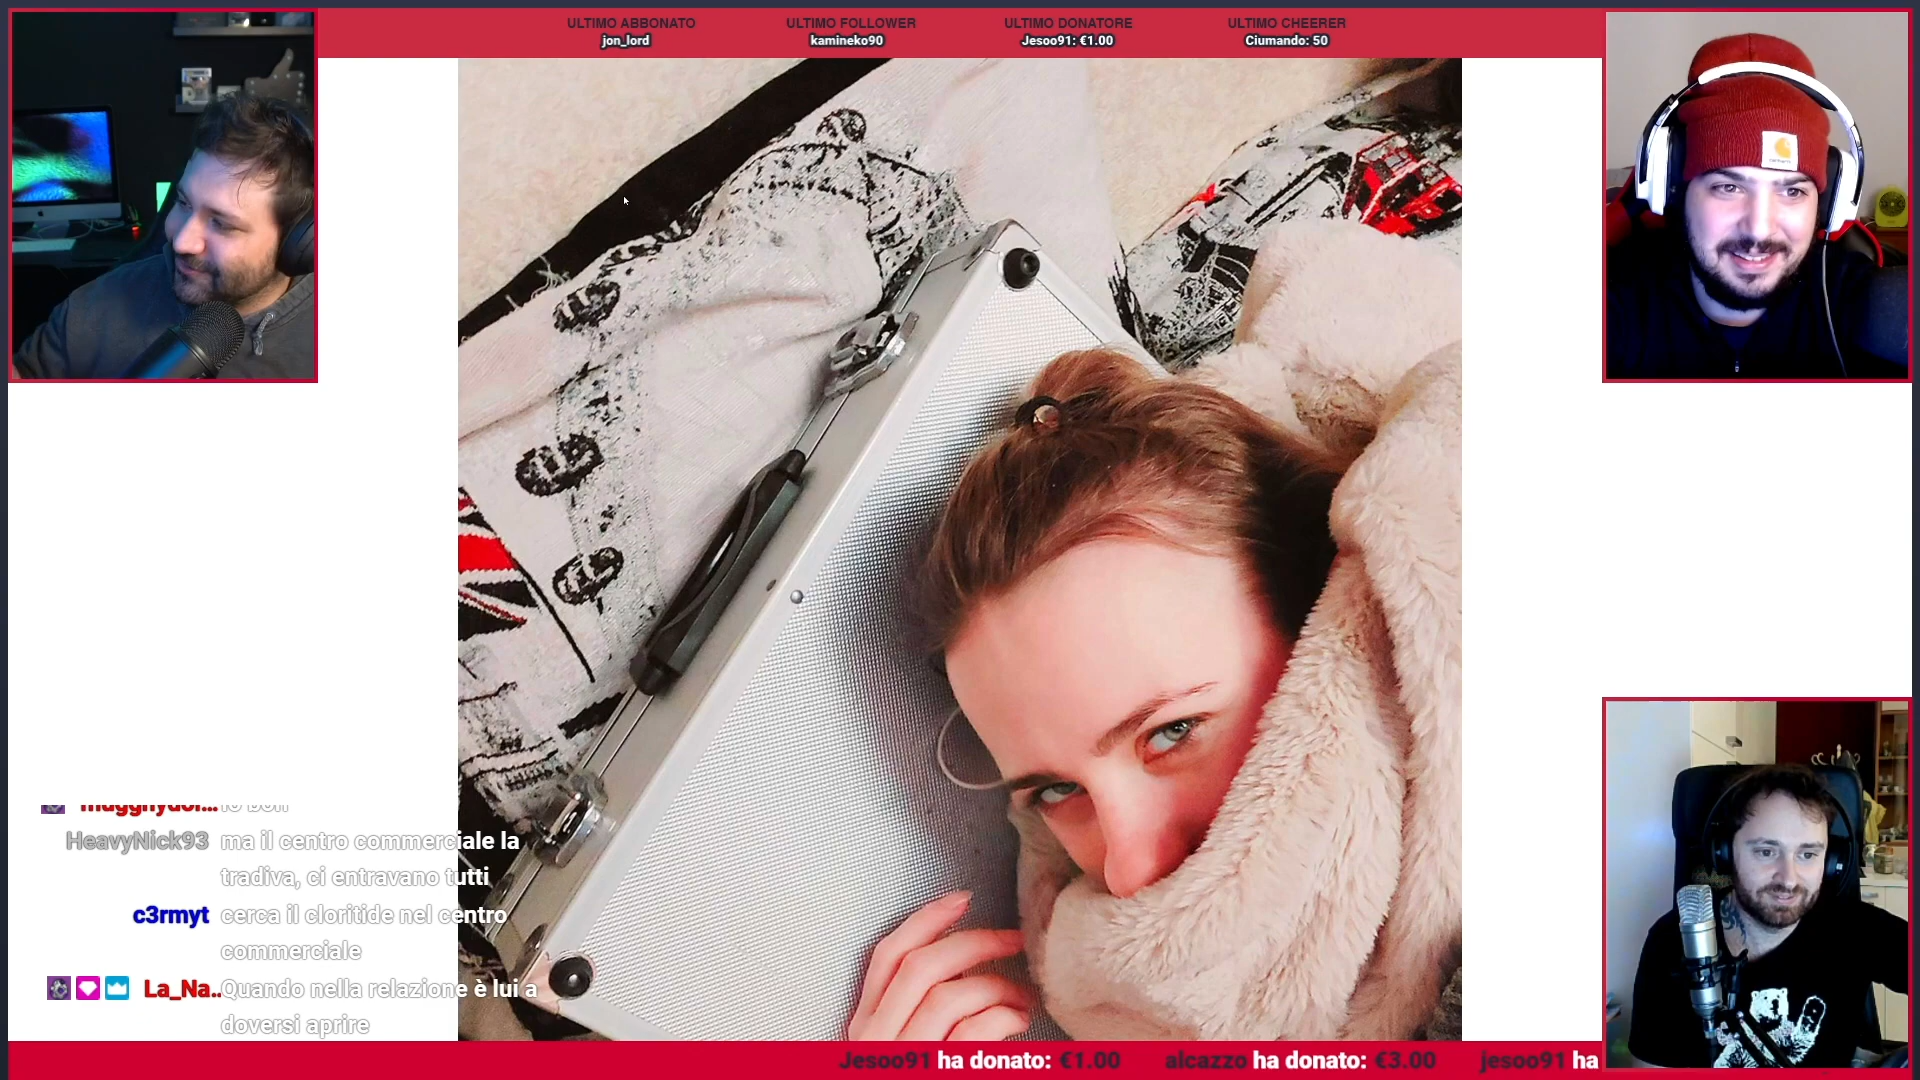 ULTIMO ABBONATO
jon_lord
ULTIMO FOLLOWER
kamineko90
ULTIMO DONATORE
Jesoo91: €1.00
ULTIMO CHEERER
Ciumando: 50
HeavyNick93 ma il centro commerciale la
tradiva, ci entravano tutti
c3rmyt cerca il cloritide nel centro
commerciale
La_Na.. Quando nella relazione è lui a
doversi aprire
Jesoo91 ha donato: €1.00 alcazzo ha donato: €3.00 jesoo91 ha